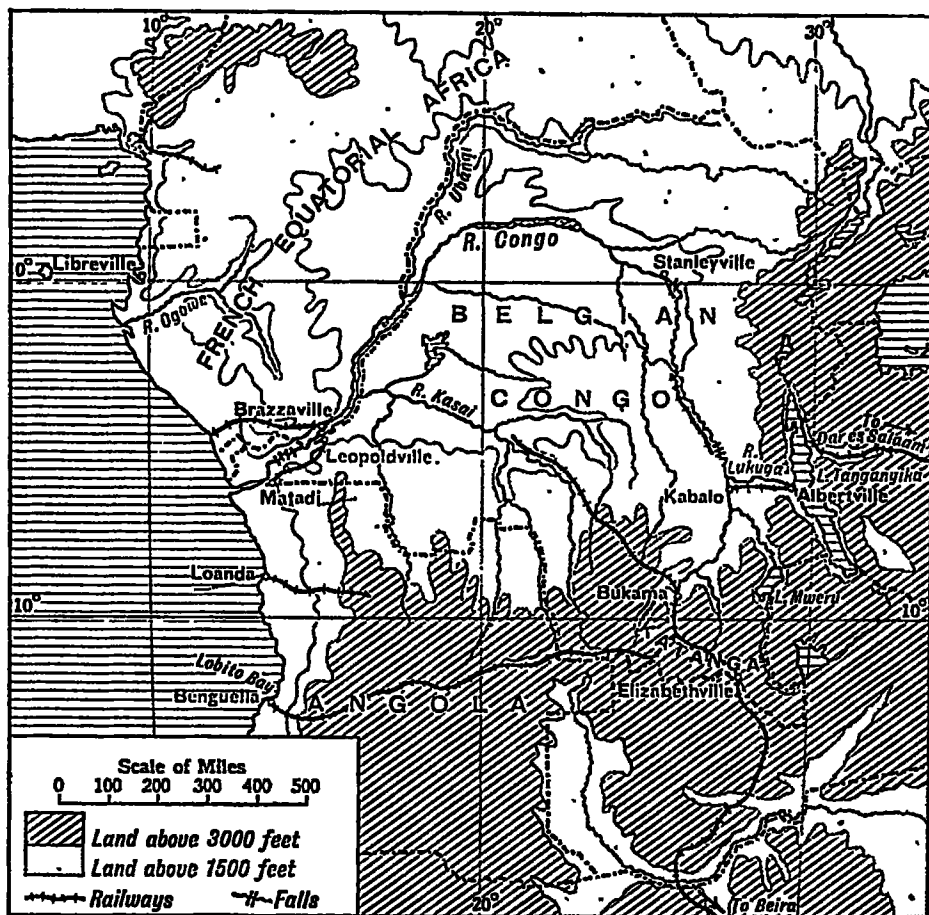 10°
20°
30°
FRENCH EQUATORIAL AFRICA
R. Ubangi
R. Congo
Stanleyville
0°
Libreville
R. Ogowe
BELGIAN
CONGO
R. Kasai
Brazzaville
To
Dar es Salaam
Leopoldville
R.
Lukuga
L. Tanganyika
Matadi
Kabalo
Albertville
Loanda
Bukama
L. Mweru
10°
10°
KATANGA
Lobito Bay
Benguella
Elizabethville
ANGOLA
Scale of Miles
0 100 200 300 400 500
Land above 3000 feet
Land above 1500 feet
Railways
Falls
20°
To Beira